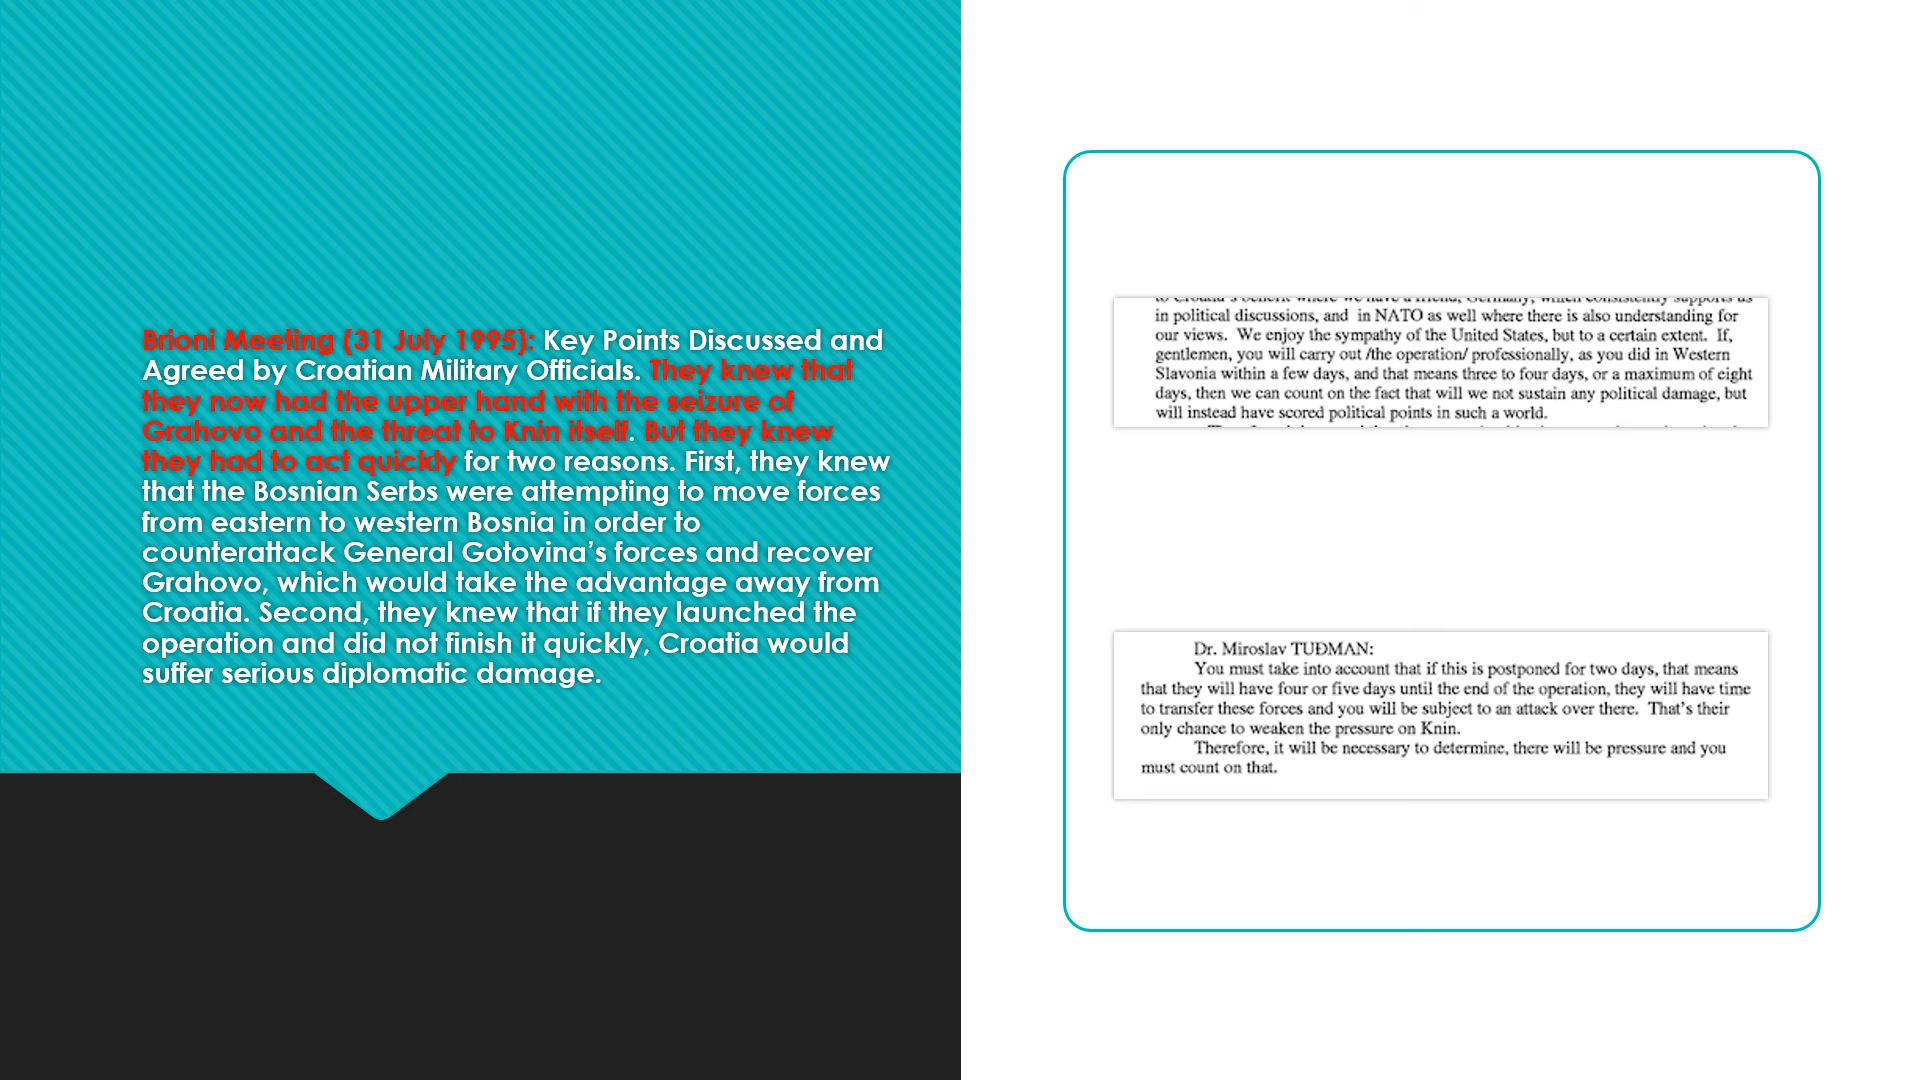 Brioni Meeting (31 July 1995): Key Points Discussed and
Agreed by Croatian Military Officials. They knew that
they now had the upper hand with the seizure of
Grahovo and the threat to Knin itself. But they knew
they had to act quickly for two reasons. First, they knew
that the Bosnian Serbs were attempting to move forces
from eastern to western Bosnia in order to
counterattack General Gotovina’s forces and recover
Grahovo, which would take the advantage away from
Croatia. Second, they knew that if they launched the
operation and did not finish it quickly, Croatia would
suffer serious diplomatic damage.
to Croatia's benefit where we have a friend, Germany, which consistently supports us
in political discussions, and in NATO as well where there is also understanding for
our views. We enjoy the sympathy of the United States, but to a certain extent. If,
gentlemen, you will carry out /the operation/ professionally, as you did in Western
Slavonia within a few days, and that means three to four days, or a maximum of eight
days, then we can count on the fact that will we not sustain any political damage, but
will instead have scored political points in such a world.
Dr. Miroslav TUĐMAN:
You must take into account that if this is postponed for two days, that means
that they will have four or five days until the end of the operation, they will have time
to transfer these forces and you will be subject to an attack over there. That's their
only chance to weaken the pressure on Knin.
Therefore, it will be necessary to determine, there will be pressure and you
must count on that.